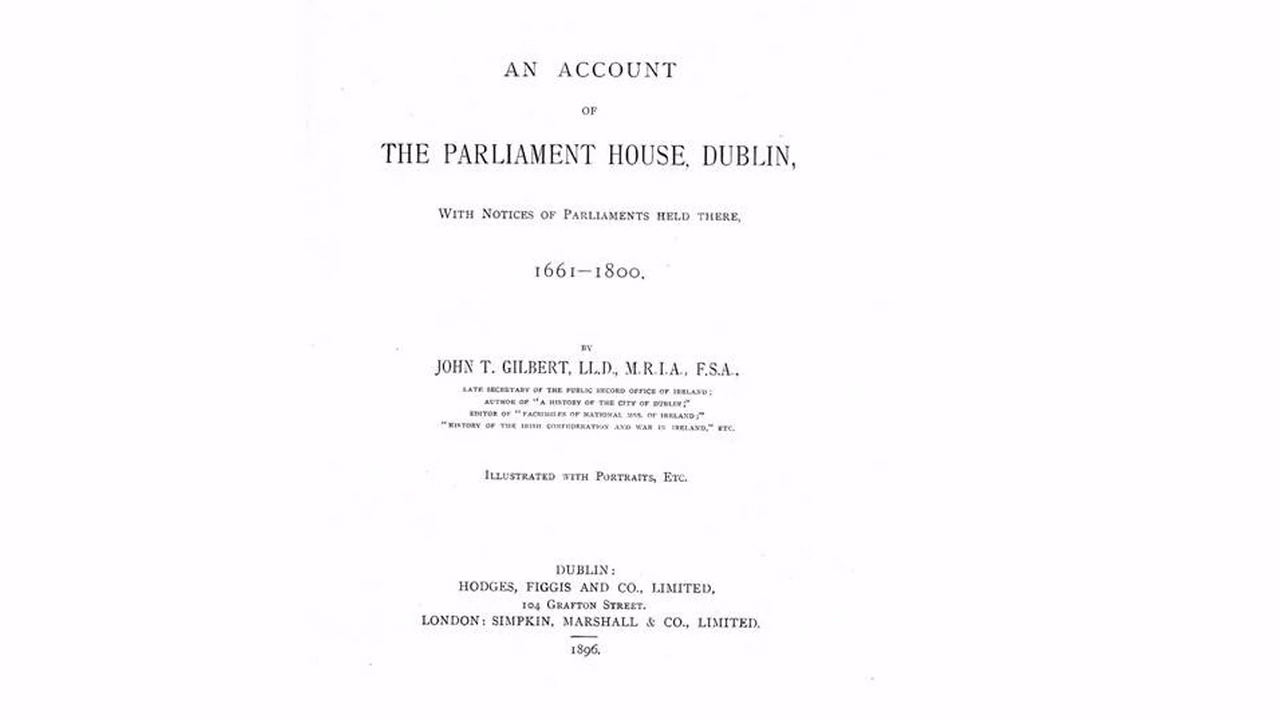 AN ACCOUNT
OF
THE PARLIAMENT HOUSE, DUBLIN,
WITH NOTICES OF PARLIAMENTS HELD THERE,
1661—1800.
BY
JOHN T. GILBERT, LL.D., M.R.I.A., F.S.A.,
LATE SECRETARY OF THE PUBLIC RECORD OFFICE OF IRELAND;
AUTHOR OF "A HISTORY OF THE CITY OF DUBLIN;"
EDITOR OF "FACSIMILES OF NATIONAL MSS. OF IRELAND;"
"HISTORY OF THE IRISH CONFEDERATION AND WAR IN IRELAND," ETC.
ILLUSTRATED WITH PORTRAITS, ETC.
DUBLIN:
HODGES, FIGGIS AND CO., LIMITED,
104 GRAFTON STREET.
LONDON: SIMPKIN, MARSHALL & CO., LIMITED.
1896.